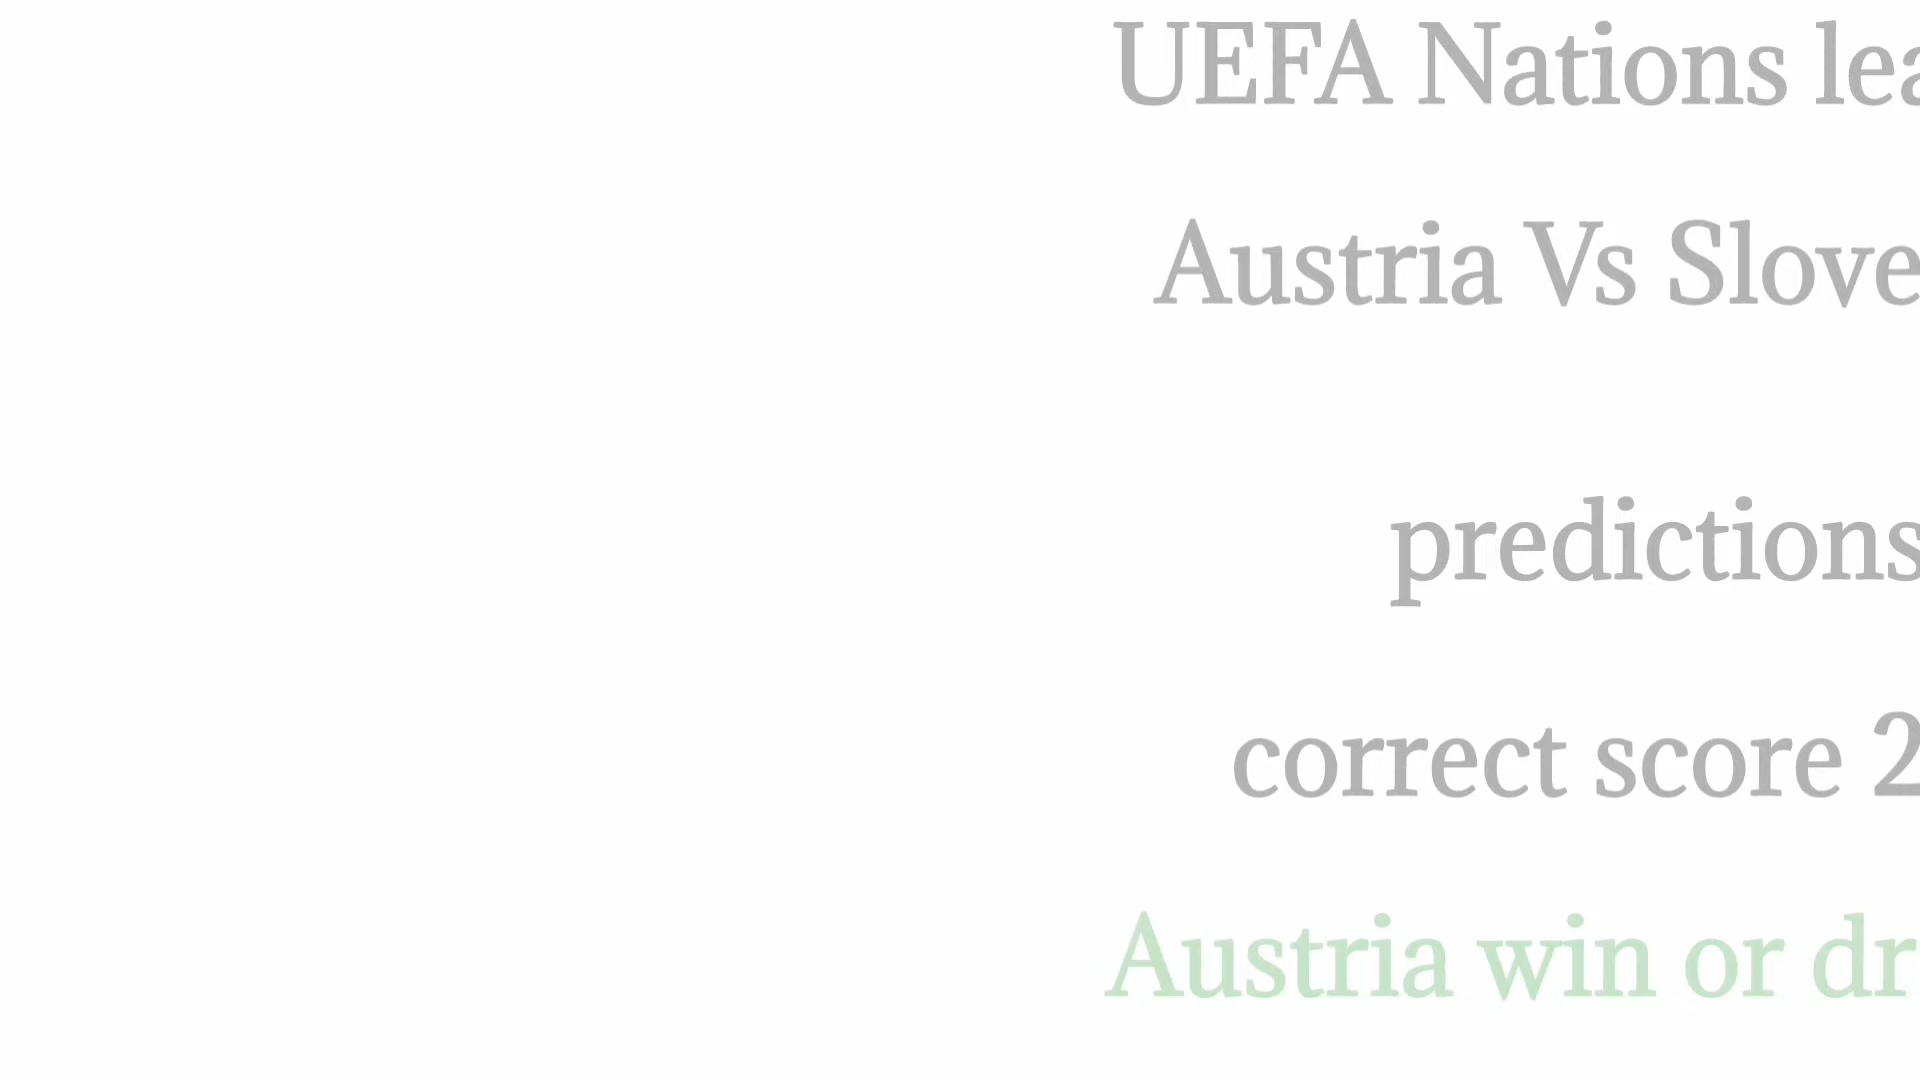 UEFA Nations lea
Austria Vs Slove
predictions
correct score 2
Austria win or dr